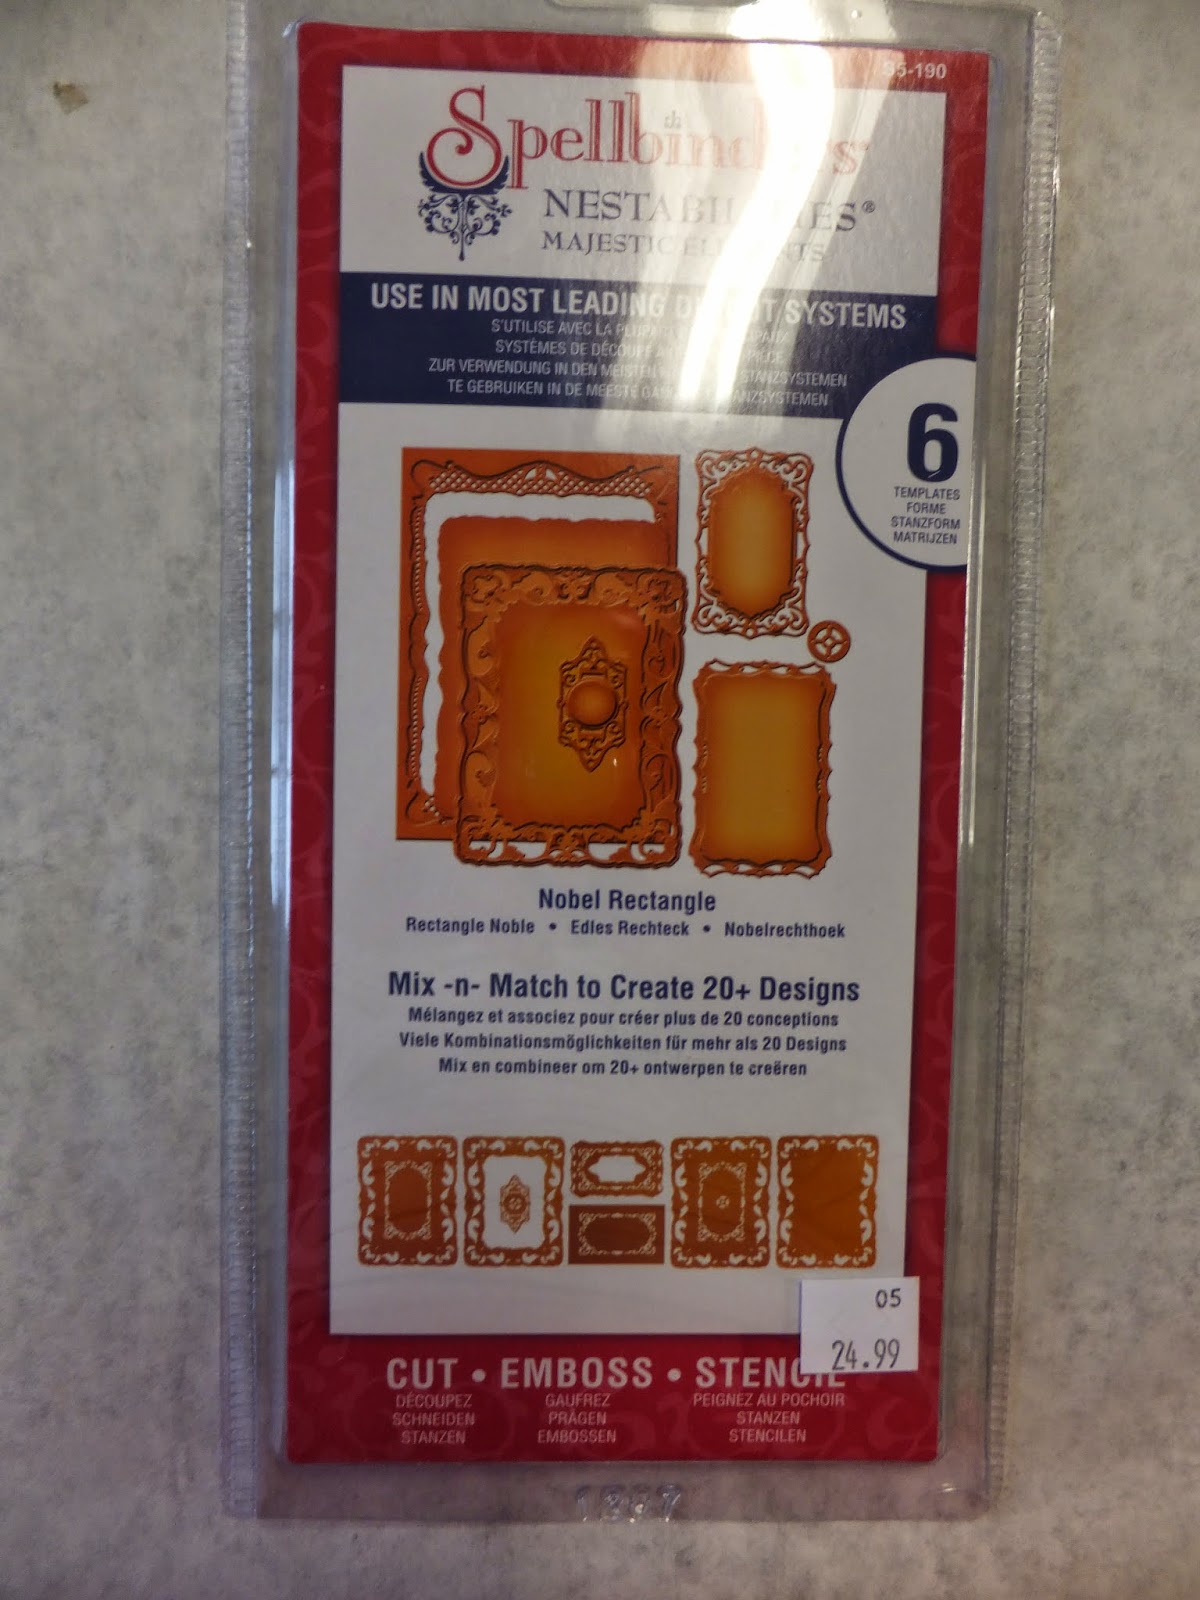 S5-190
Spellbinders
NESTABILITIES®
MAJESTIC ELEMENTS
USE IN MOST LEADING DIE CUT SYSTEMS
S'UTILISE AVEC LA PLUPART
SYSTÈMES DE DÉCOUPE
ZUR VERWENDUNG IN DEN MEISTEN STANZSYSTEMEN
TE GEBRUIKEN IN DE MEESTE
6
TEMPLATES
FORME
STANZFORM
MATRIJZEN
Nobel Rectangle
Rectangle Noble • Edles Rechteck • Nobelrechthoek
Mix -n- Match to Create 20+ Designs
Mélangez et associez pour créer plus de 20 conceptions
Viele Kombinationsmöglichkeiten für mehr als 20 Designs
Mix en combineer om 20+ ontwerpen te creëren
05
24.99
CUT • EMBOSS • STENCIL
DÉCOUPEZ GAUFREZ PEIGNEZ AU POCHOIR
SCHNEIDEN PRÄGEN STANZEN
STANZEN EMBOSSEN STENCILEN